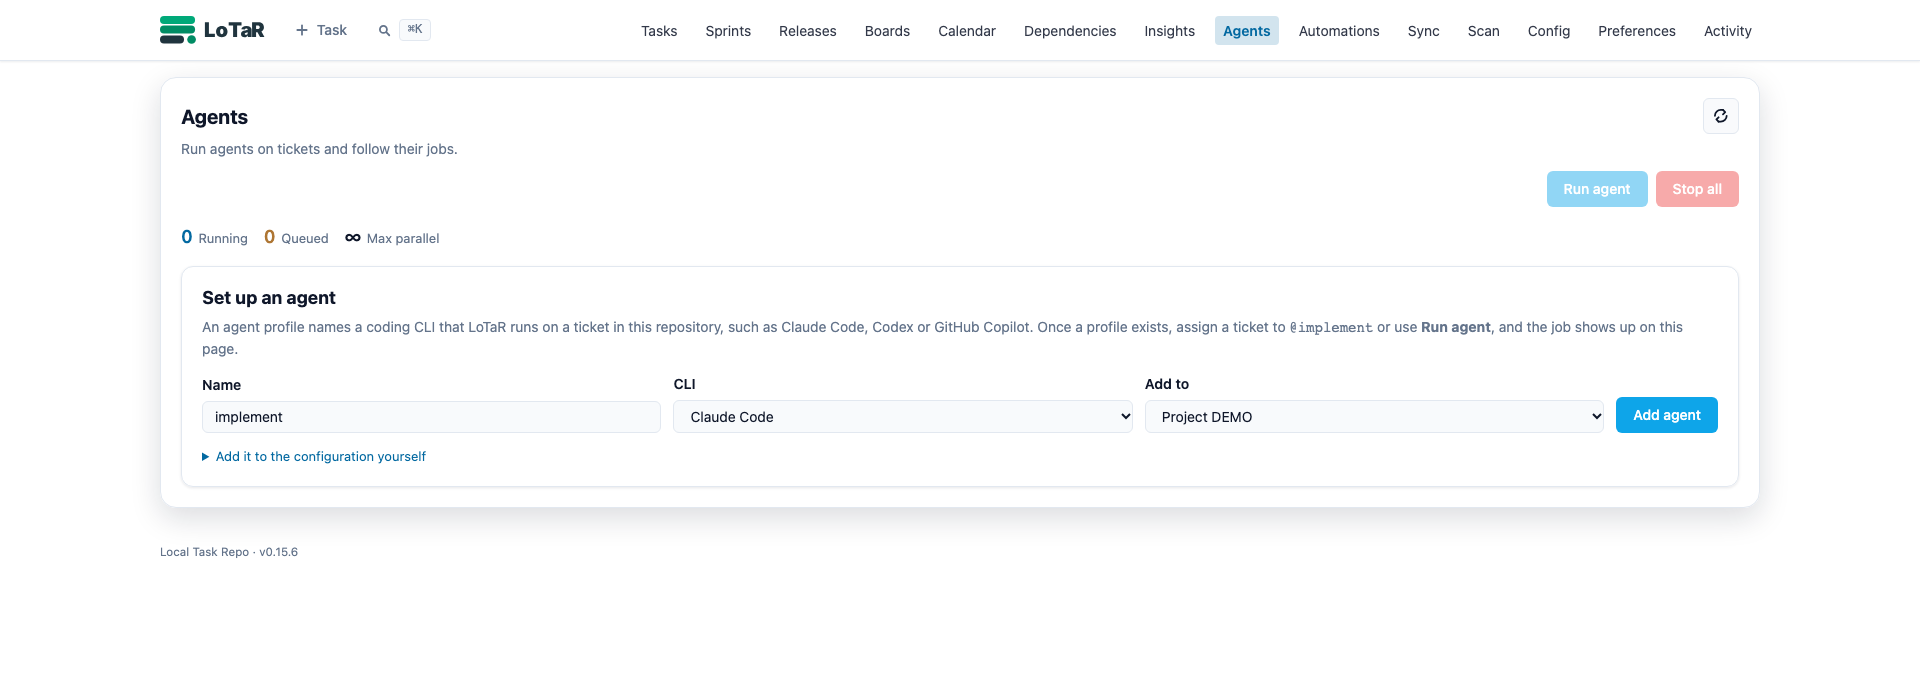 LoTaR
Task
⌘K
Tasks
Sprints
Releases
Boards
Calendar
Dependencies
Insights
Agents
Automations
Sync
Scan
Config
Preferences
Activity
Agents
Run agents on tickets and follow their jobs.
Run agent
Stop all
0 Running
0 Queued
∞ Max parallel
Set up an agent
An agent profile names a coding CLI that LoTaR runs on a ticket in this repository, such as Claude Code, Codex or GitHub Copilot. Once a profile exists, assign a ticket to @implement or use Run agent, and the job shows up on this
page.
Name
CLI
Add to
implement
Claude Code
Project DEMO
Add agent
Add it to the configuration yourself
Local Task Repo · v0.15.6